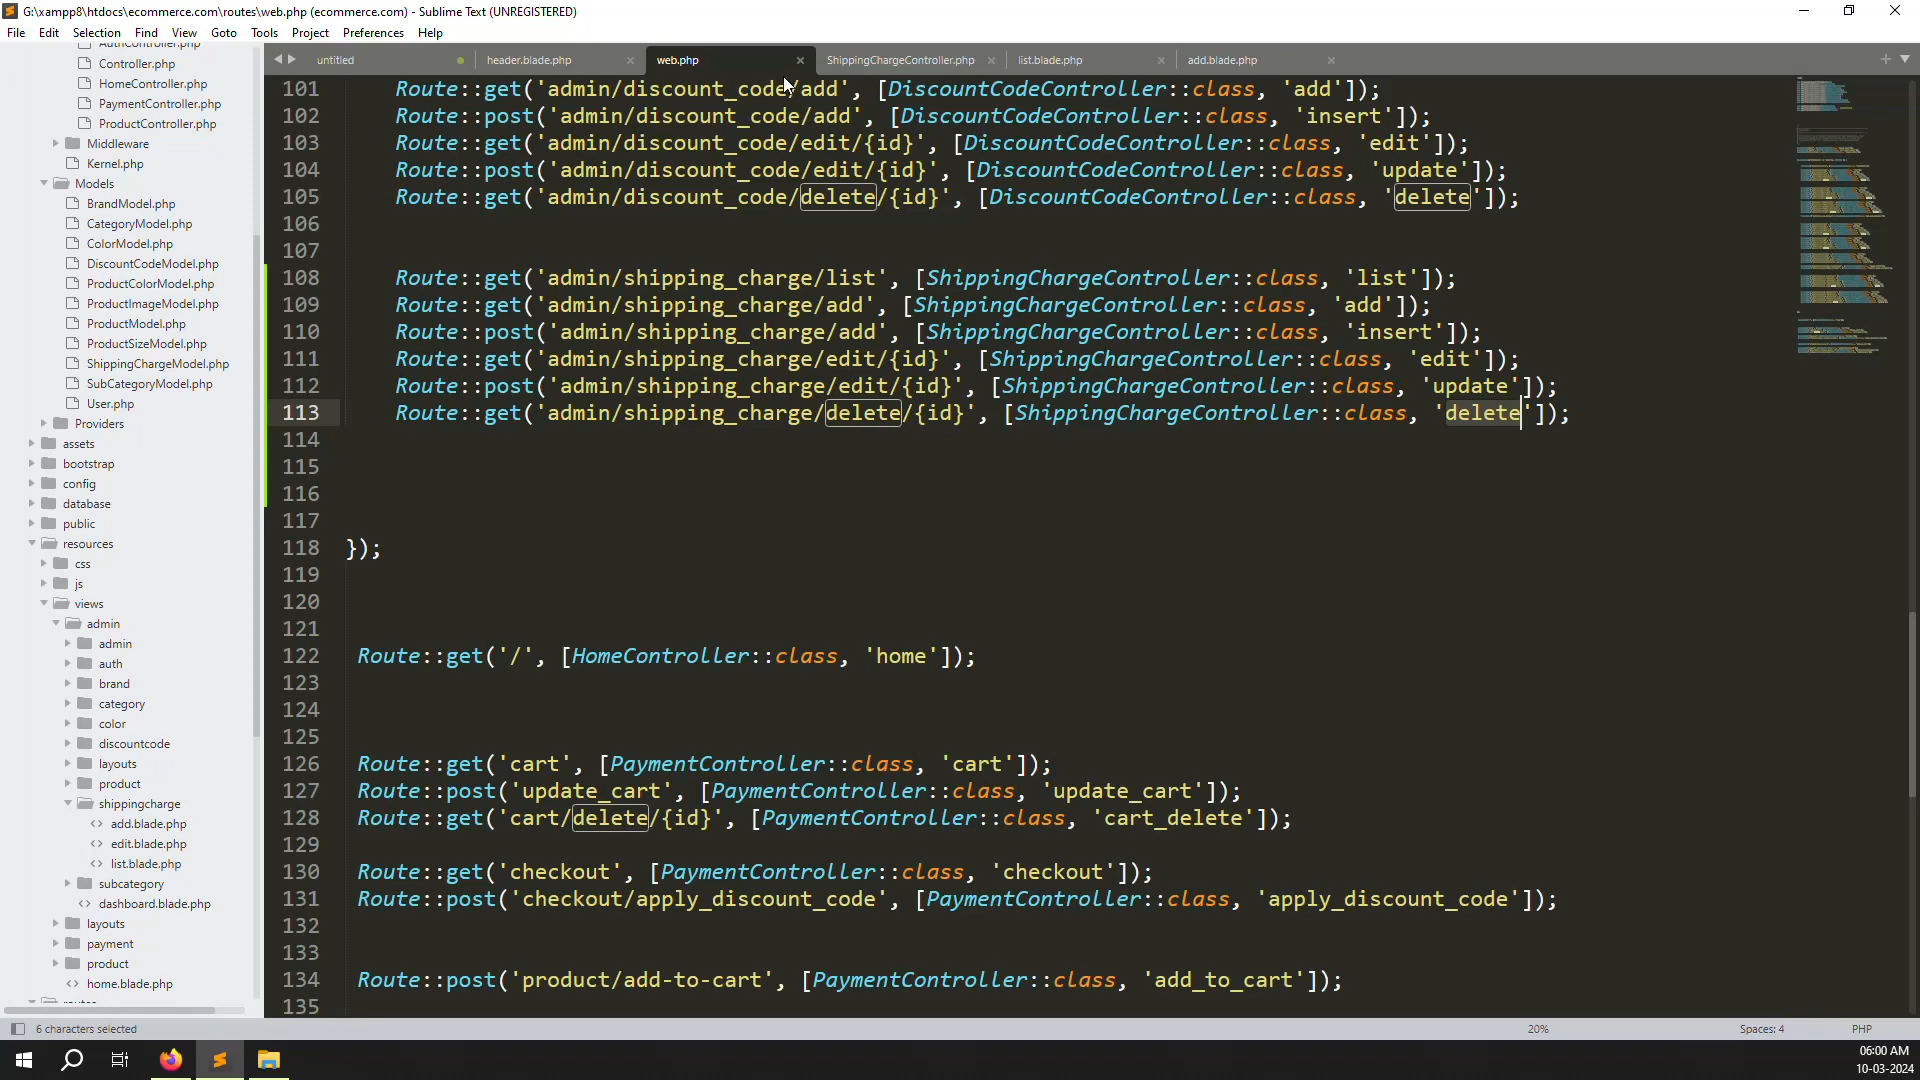 G:\xampp8\htdocs\ecommerce.com\routes\web.php (ecommerce.com) - Sublime Text (UNREGISTERED)
File Edit Selection Find View Goto Tools Project Preferences Help
AuthController.php
Controller.php
HomeController.php
PaymentController.php
ProductController.php
Middleware
Kernel.php
Models
BrandModel.php
CategoryModel.php
ColorModel.php
DiscountCodeModel.php
ProductColorModel.php
ProductImageModel.php
ProductModel.php
ProductSizeModel.php
ShippingChargeModel.php
SubCategoryModel.php
User.php
Providers
assets
bootstrap
config
database
public
resources
css
js
views
admin
admin
auth
brand
category
color
discountcode
layouts
product
shippingcharge
add.blade.php
edit.blade.php
list.blade.php
subcategory
dashboard.blade.php
layouts
payment
product
home.blade.php
untitled header.blade.php web.php ShippingChargeController.php list.blade.php add.blade.php
101 Route::get('admin/discount_code/add', [DiscountCodeController::class, 'add']);
102 Route::post('admin/discount_code/add', [DiscountCodeController::class, 'insert']);
103 Route::get('admin/discount_code/edit/{id}', [DiscountCodeController::class, 'edit']);
104 Route::post('admin/discount_code/edit/{id}', [DiscountCodeController::class, 'update']);
105 Route::get('admin/discount_code/delete/{id}', [DiscountCodeController::class, 'delete']);
106
107
108 Route::get('admin/shipping_charge/list', [ShippingChargeController::class, 'list']);
109 Route::get('admin/shipping_charge/add', [ShippingChargeController::class, 'add']);
110 Route::post('admin/shipping_charge/add', [ShippingChargeController::class, 'insert']);
111 Route::get('admin/shipping_charge/edit/{id}', [ShippingChargeController::class, 'edit']);
112 Route::post('admin/shipping_charge/edit/{id}', [ShippingChargeController::class, 'update']);
113 Route::get('admin/shipping_charge/delete/{id}', [ShippingChargeController::class, 'delete']);
114
115
116
117
118 });
119
120
121
122 Route::get('/', [HomeController::class, 'home']);
123
124
125
126 Route::get('cart', [PaymentController::class, 'cart']);
127 Route::post('update_cart', [PaymentController::class, 'update_cart']);
128 Route::get('cart/delete/{id}', [PaymentController::class, 'cart_delete']);
129
130 Route::get('checkout', [PaymentController::class, 'checkout']);
131 Route::post('checkout/apply_discount_code', [PaymentController::class, 'apply_discount_code']);
132
133
134 Route::post('product/add-to-cart', [PaymentController::class, 'add_to_cart']);
135
6 characters selected 20% Spaces: 4 PHP
06:00 AM
10-03-2024